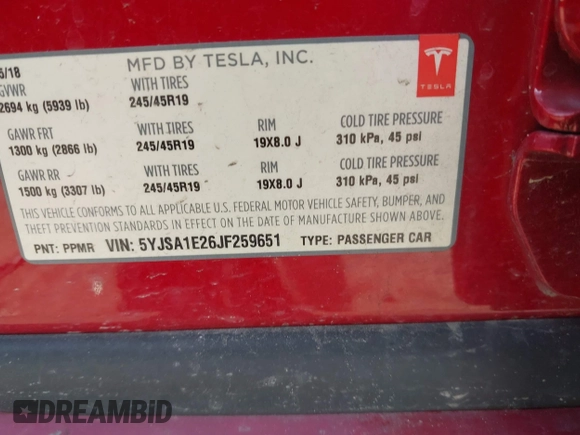 5/18 MFD BY TESLA, INC.
GVWR WITH TIRES
2694 kg (5939 lb) 245/45R19
TESLA
GAWR FRT WITH TIRES RIM COLD TIRE PRESSURE
1300 kg (2866 lb) 245/45R19 19X8.0 J 310 kPa, 45 psi
GAWR RR WITH TIRES RIM COLD TIRE PRESSURE
1500 kg (3307 lb) 245/45R19 19X8.0 J 310 kPa, 45 psi
THIS VEHICLE CONFORMS TO ALL APPLICABLE U.S. FEDERAL MOTOR VEHICLE SAFETY, BUMPER, AND
THEFT PREVENTION STANDARDS IN EFFECT ON THE DATE OF MANUFACTURE SHOWN ABOVE.
PNT: PPMR VIN: 5YJSA1E26JF259651 TYPE: PASSENGER CAR
DREAMBID